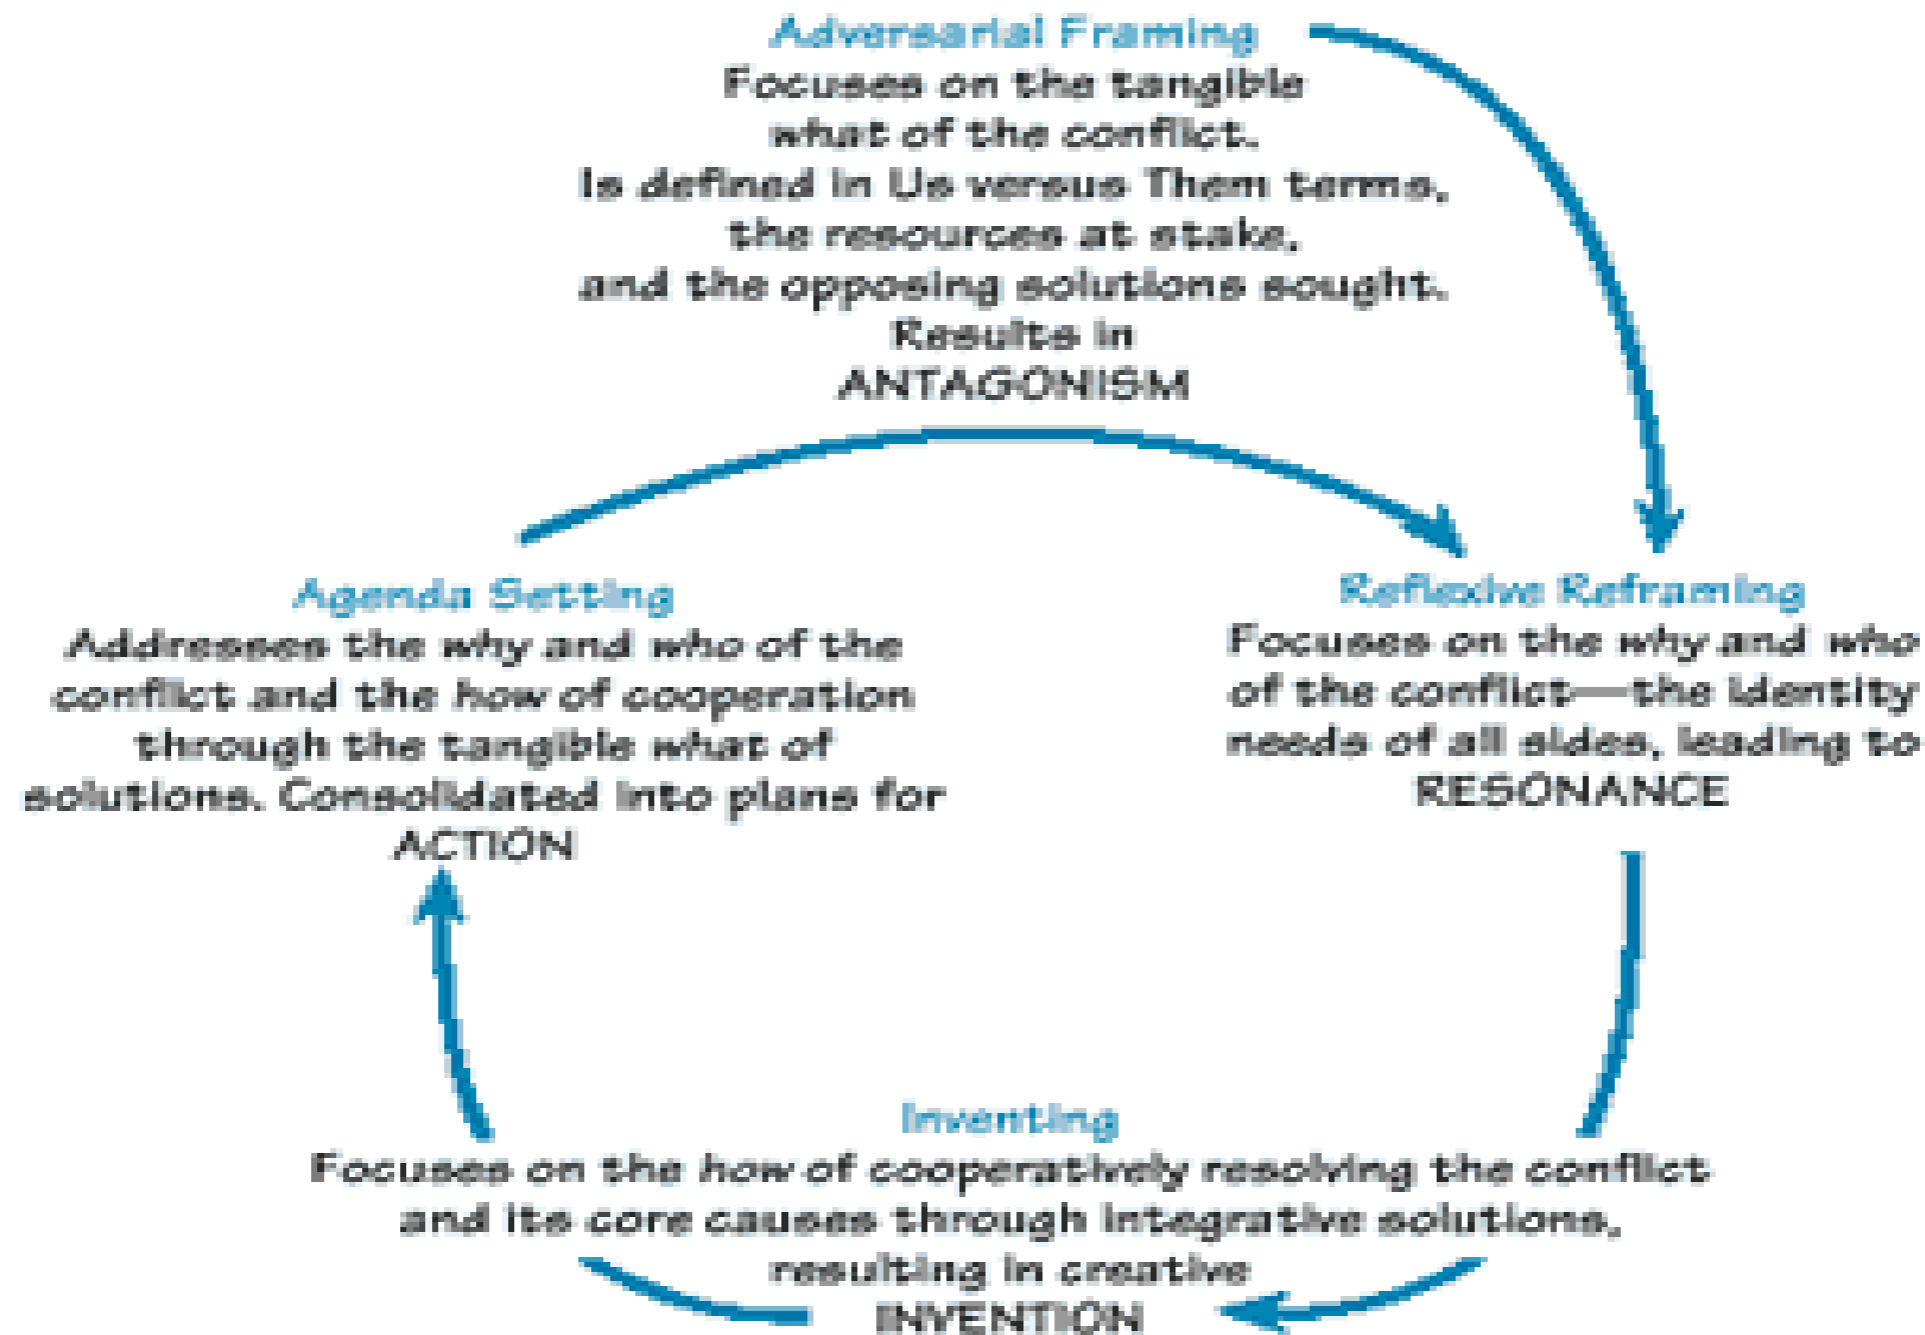 Adversarial Framing
Focuses on the tangible
what of the conflict.
Is defined in Us versus Them terms,
the resources at stake,
and the opposing solutions sought.
Results in
ANTAGONISM
Agenda Setting
Addresses the why and who of the
conflict and the how of cooperation
through the tangible what of
solutions. Consolidated into plans for
ACTION
Reflexive Reframing
Focuses on the why and who
of the conflict—the identity
needs of all sides, leading to
RESONANCE
Inventing
Focuses on the how of cooperatively resolving the conflict
and its core causes through integrative solutions,
resulting in creative
INVENTION